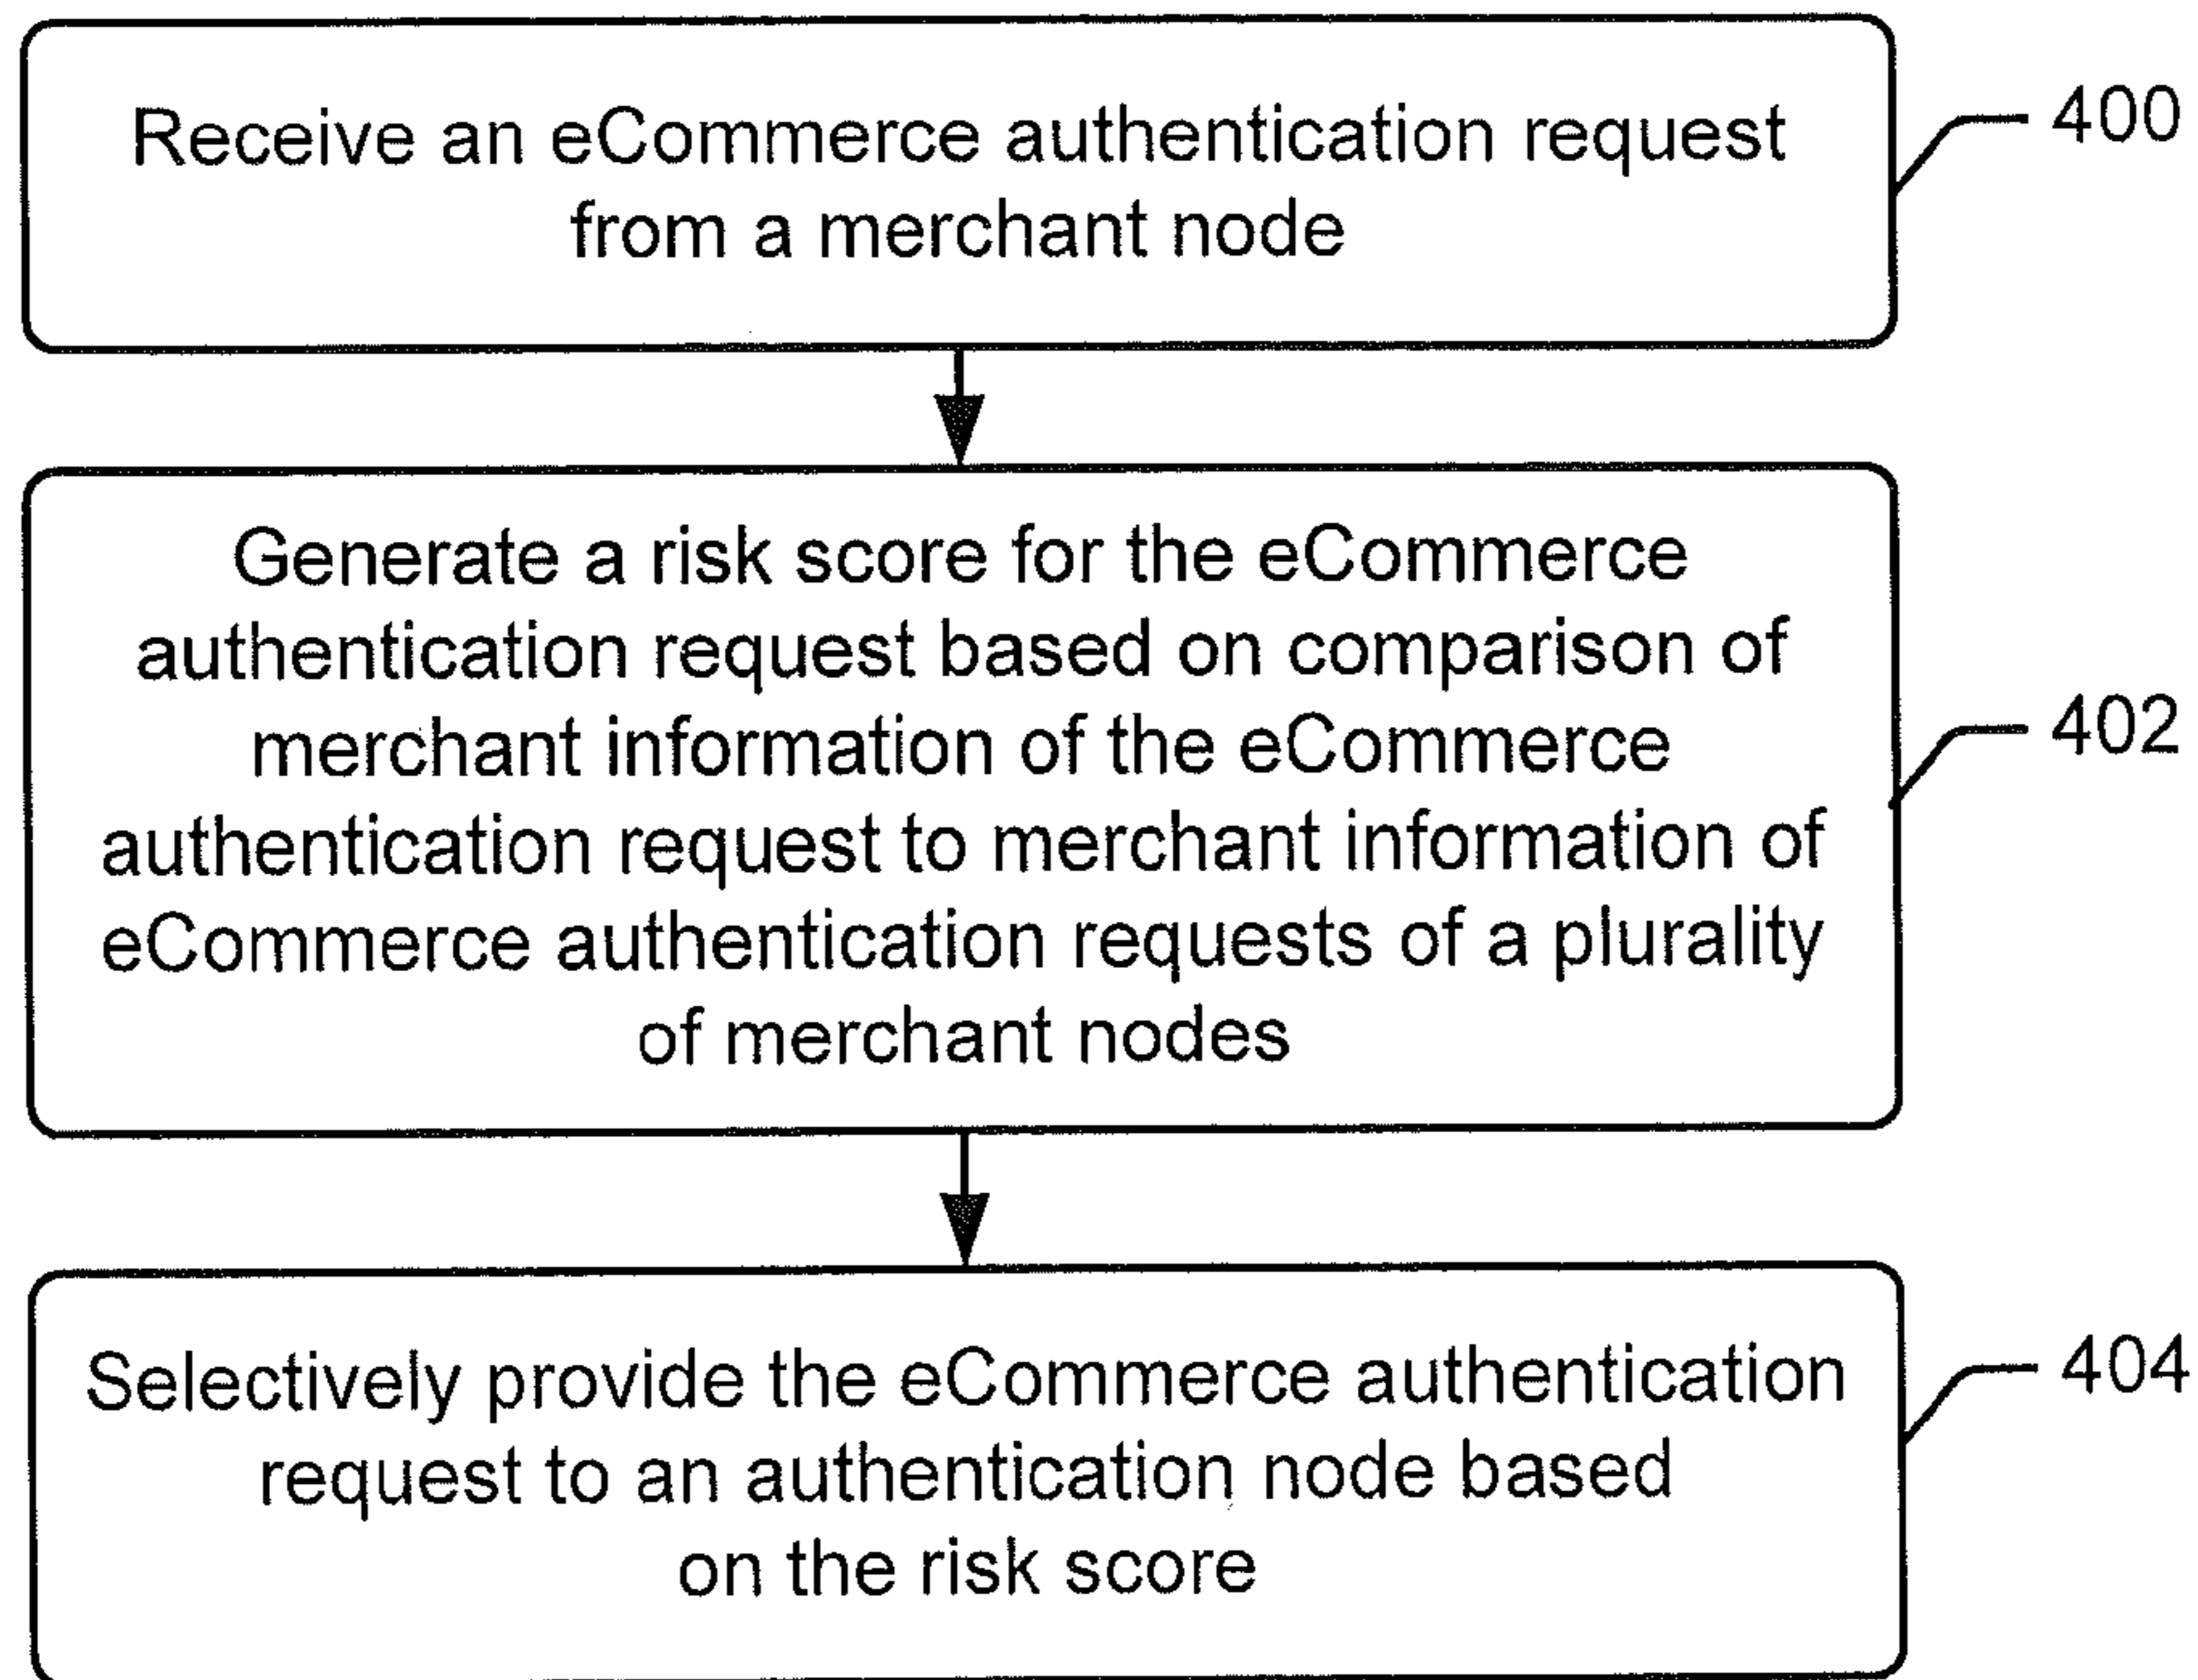 Receive an eCommerce authentication request
from a merchant node
400
Generate a risk score for the eCommerce
authentication request based on comparison of
merchant information of the eCommerce
authentication request to merchant information of
eCommerce authentication requests of a plurality
of merchant nodes
402
Selectively provide the eCommerce authentication
request to an authentication node based
on the risk score
404